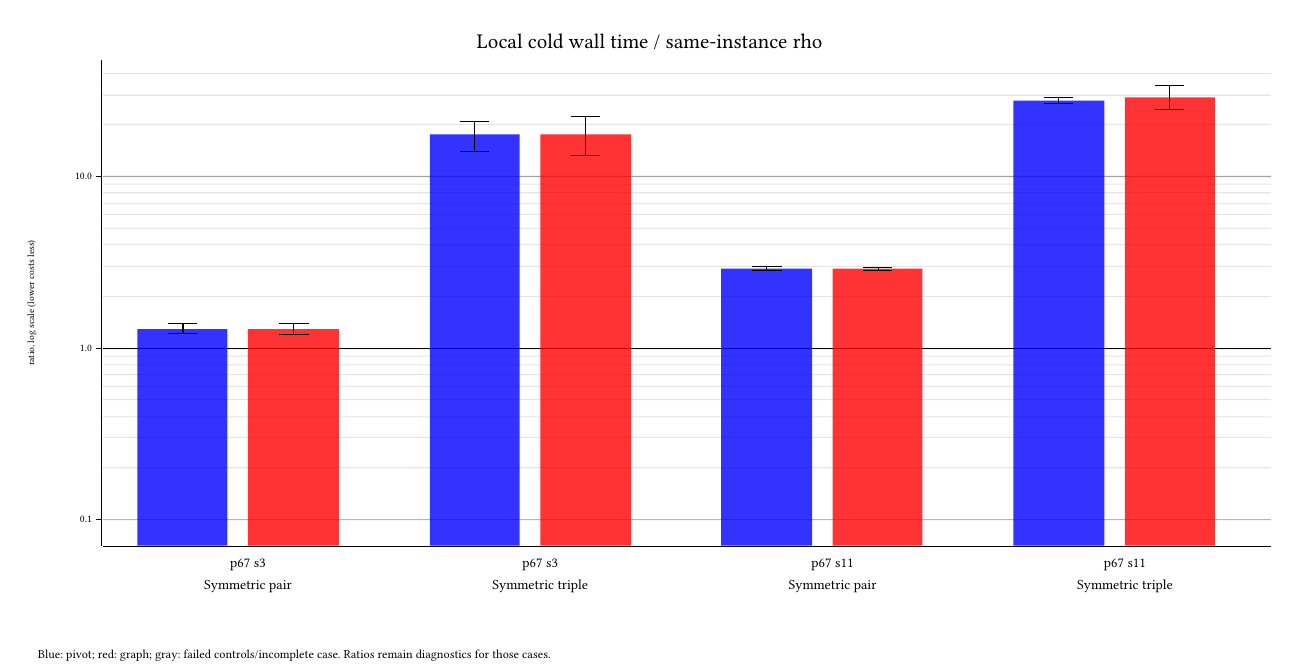 Local cold wall time / same-instance rho
ratio, log scale (lower costs less)
10.0
1.0
0.1
p67 s3
Symmetric pair
p67 s3
Symmetric triple
p67 s11
Symmetric pair
p67 s11
Symmetric triple
Blue: pivot; red: graph; gray: failed controls/incomplete case. Ratios remain diagnostics for those cases.